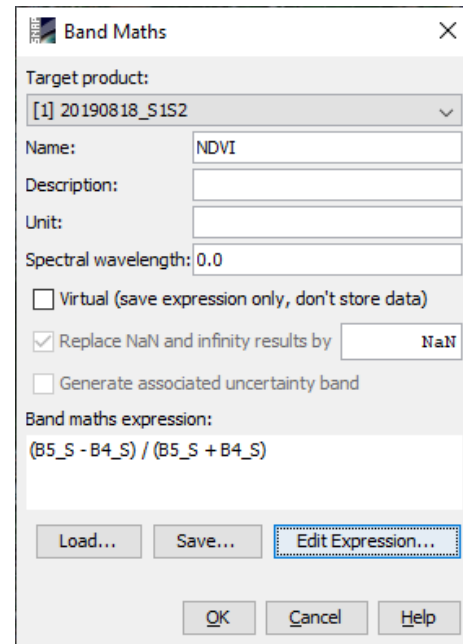 Band Maths
Target product:
[1] 20190818_S1S2
Name: NDVI
Description:
Unit:
Spectral wavelength: 0.0
Virtual (save expression only, don't store data)
Replace NaN and infinity results by NaN
Generate associated uncertainty band
Band maths expression:
(B5_S - B4_S) / (B5_S + B4_S)
Load... Save... Edit Expression...
OK Cancel Help